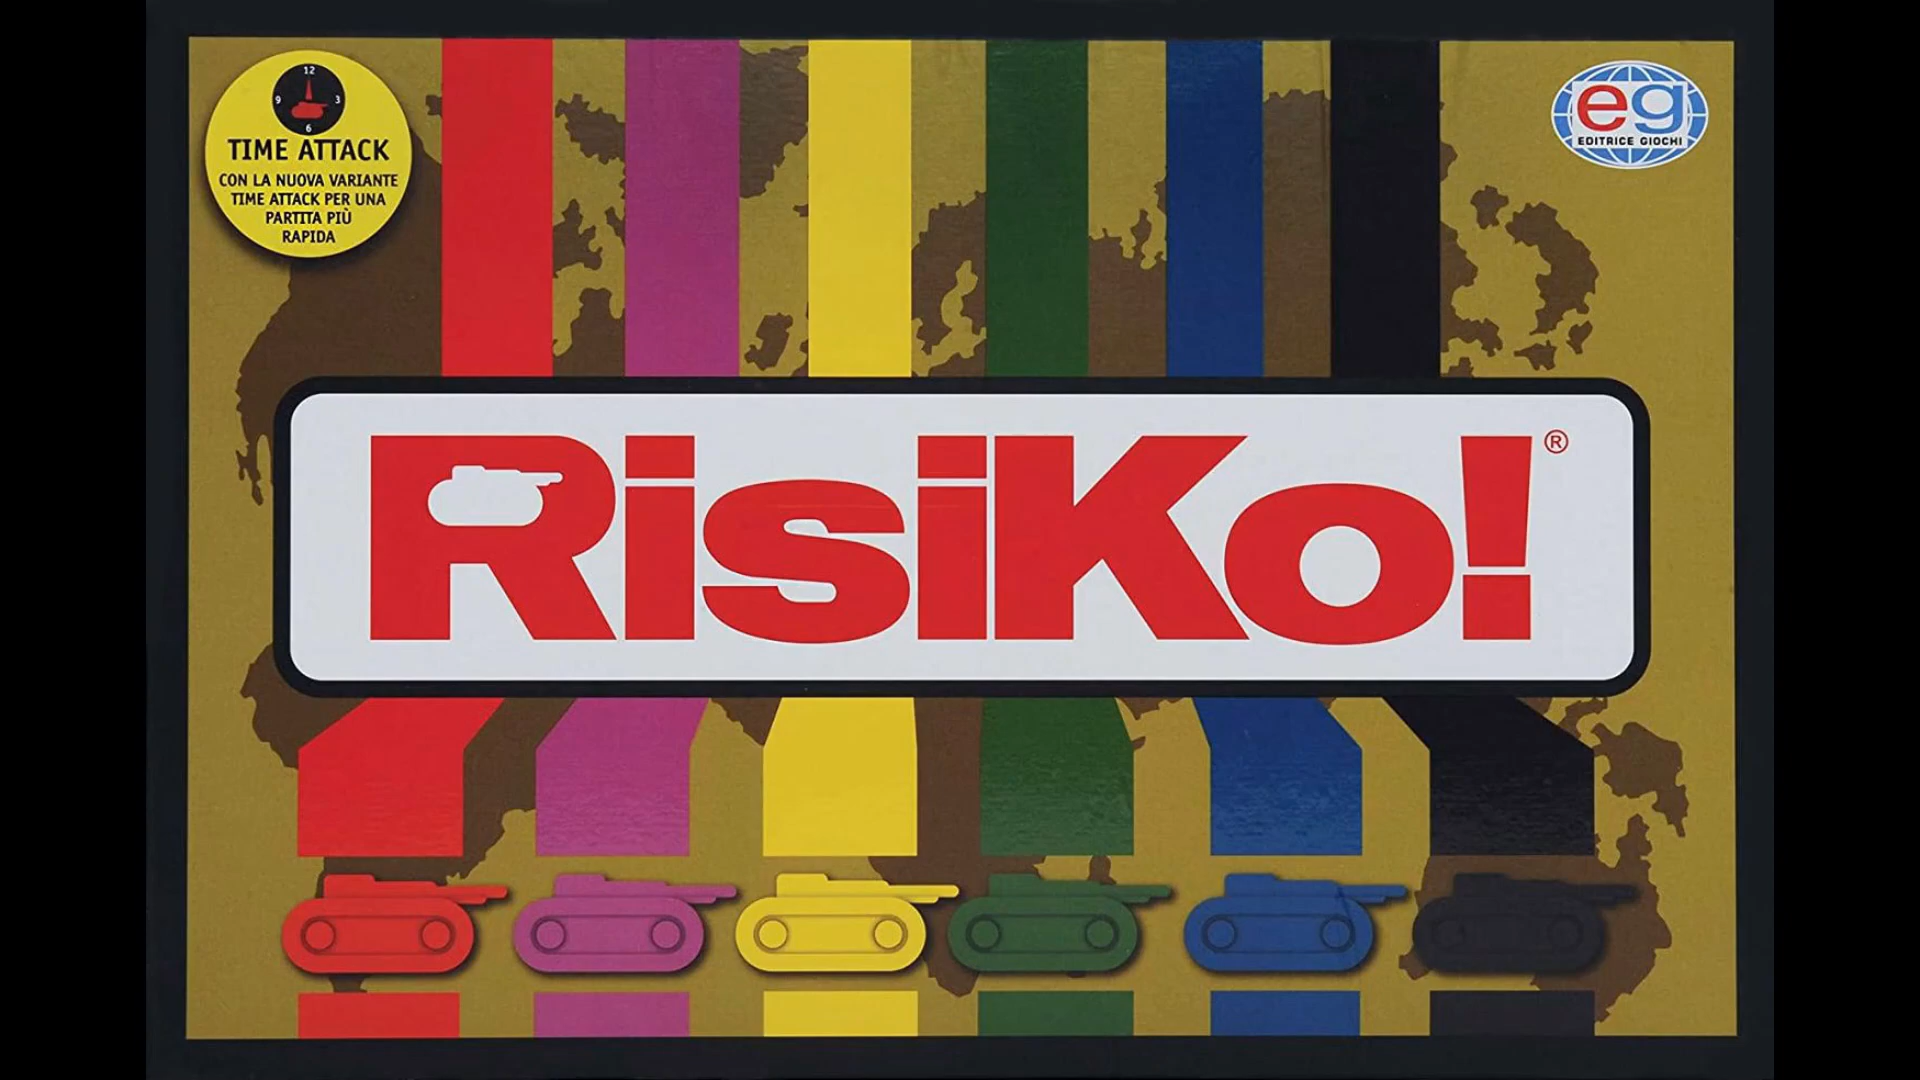 12
9 3
6
TIME ATTACK
CON LA NUOVA VARIANTE
TIME ATTACK PER UNA
PARTITA PIÙ
RAPIDA
eg
EDITRICE GIOCHI
RisiKo!®